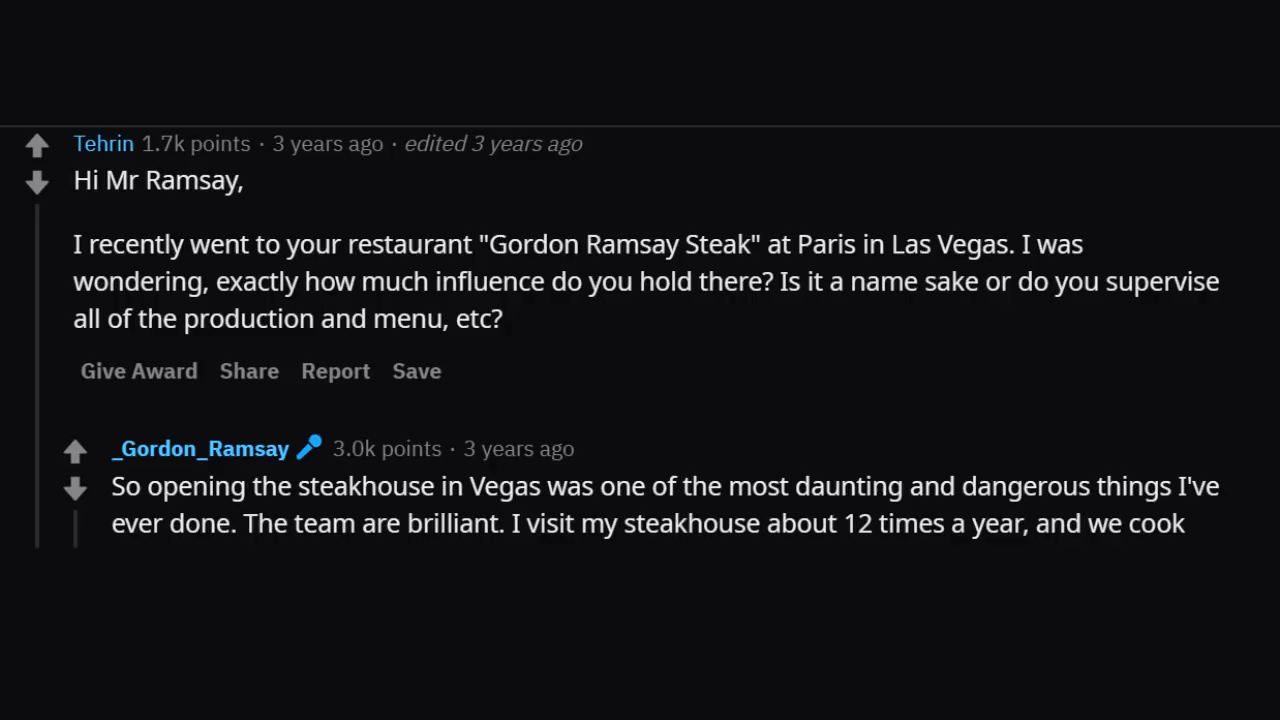 Tehrin 1.7k points · 3 years ago · edited 3 years ago
Hi Mr Ramsay,
I recently went to your restaurant "Gordon Ramsay Steak" at Paris in Las Vegas. I was
wondering, exactly how much influence do you hold there? Is it a name sake or do you supervise
all of the production and menu, etc?
Give Award Share Report Save
_Gordon_Ramsay 3.0k points · 3 years ago
So opening the steakhouse in Vegas was one of the most daunting and dangerous things I've
ever done. The team are brilliant. I visit my steakhouse about 12 times a year, and we cook